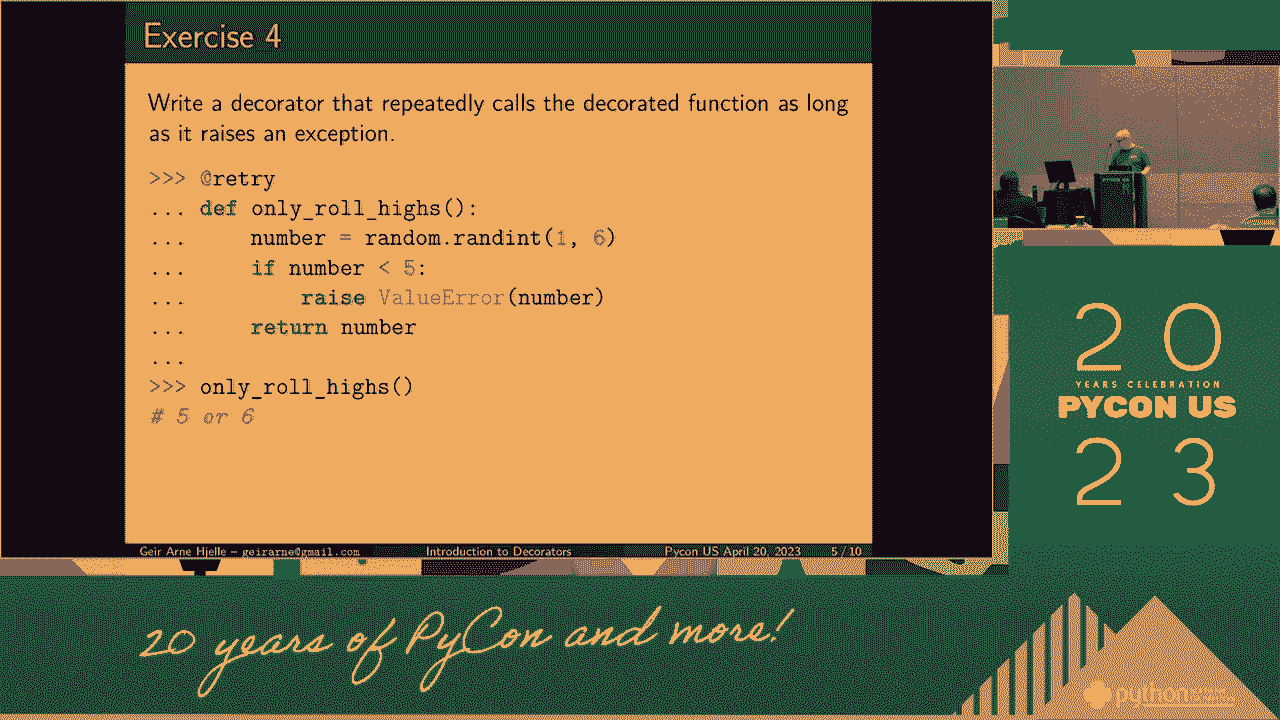 Exercise 4
Write a decorator that repeatedly calls the decorated function as long
as it raises an exception.
>>> @retry
... def only_roll_highs():
...     number = random.randint(1, 6)
...     if number < 5:
...         raise ValueError(number)
...     return number
...
>>> only_roll_highs()
# 5 or 6
Geir Arne Hjelle – geirarne@gmail.com
Introduction to Decorators
Pycon US April 20, 2023
5 / 10
PYCON US
20
YEARS CELEBRATION
PYCON US
23
20 years of PyCon and more!
python